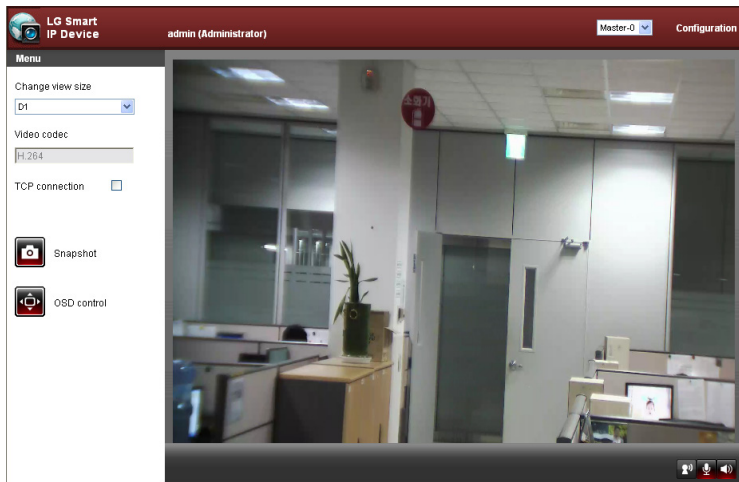 LG Smart
IP Device
admin (Administrator)
Master-0
Configuration
Menu
Change view size
D1
Video codec
H.264
TCP connection
Snapshot
OSD control
소화기